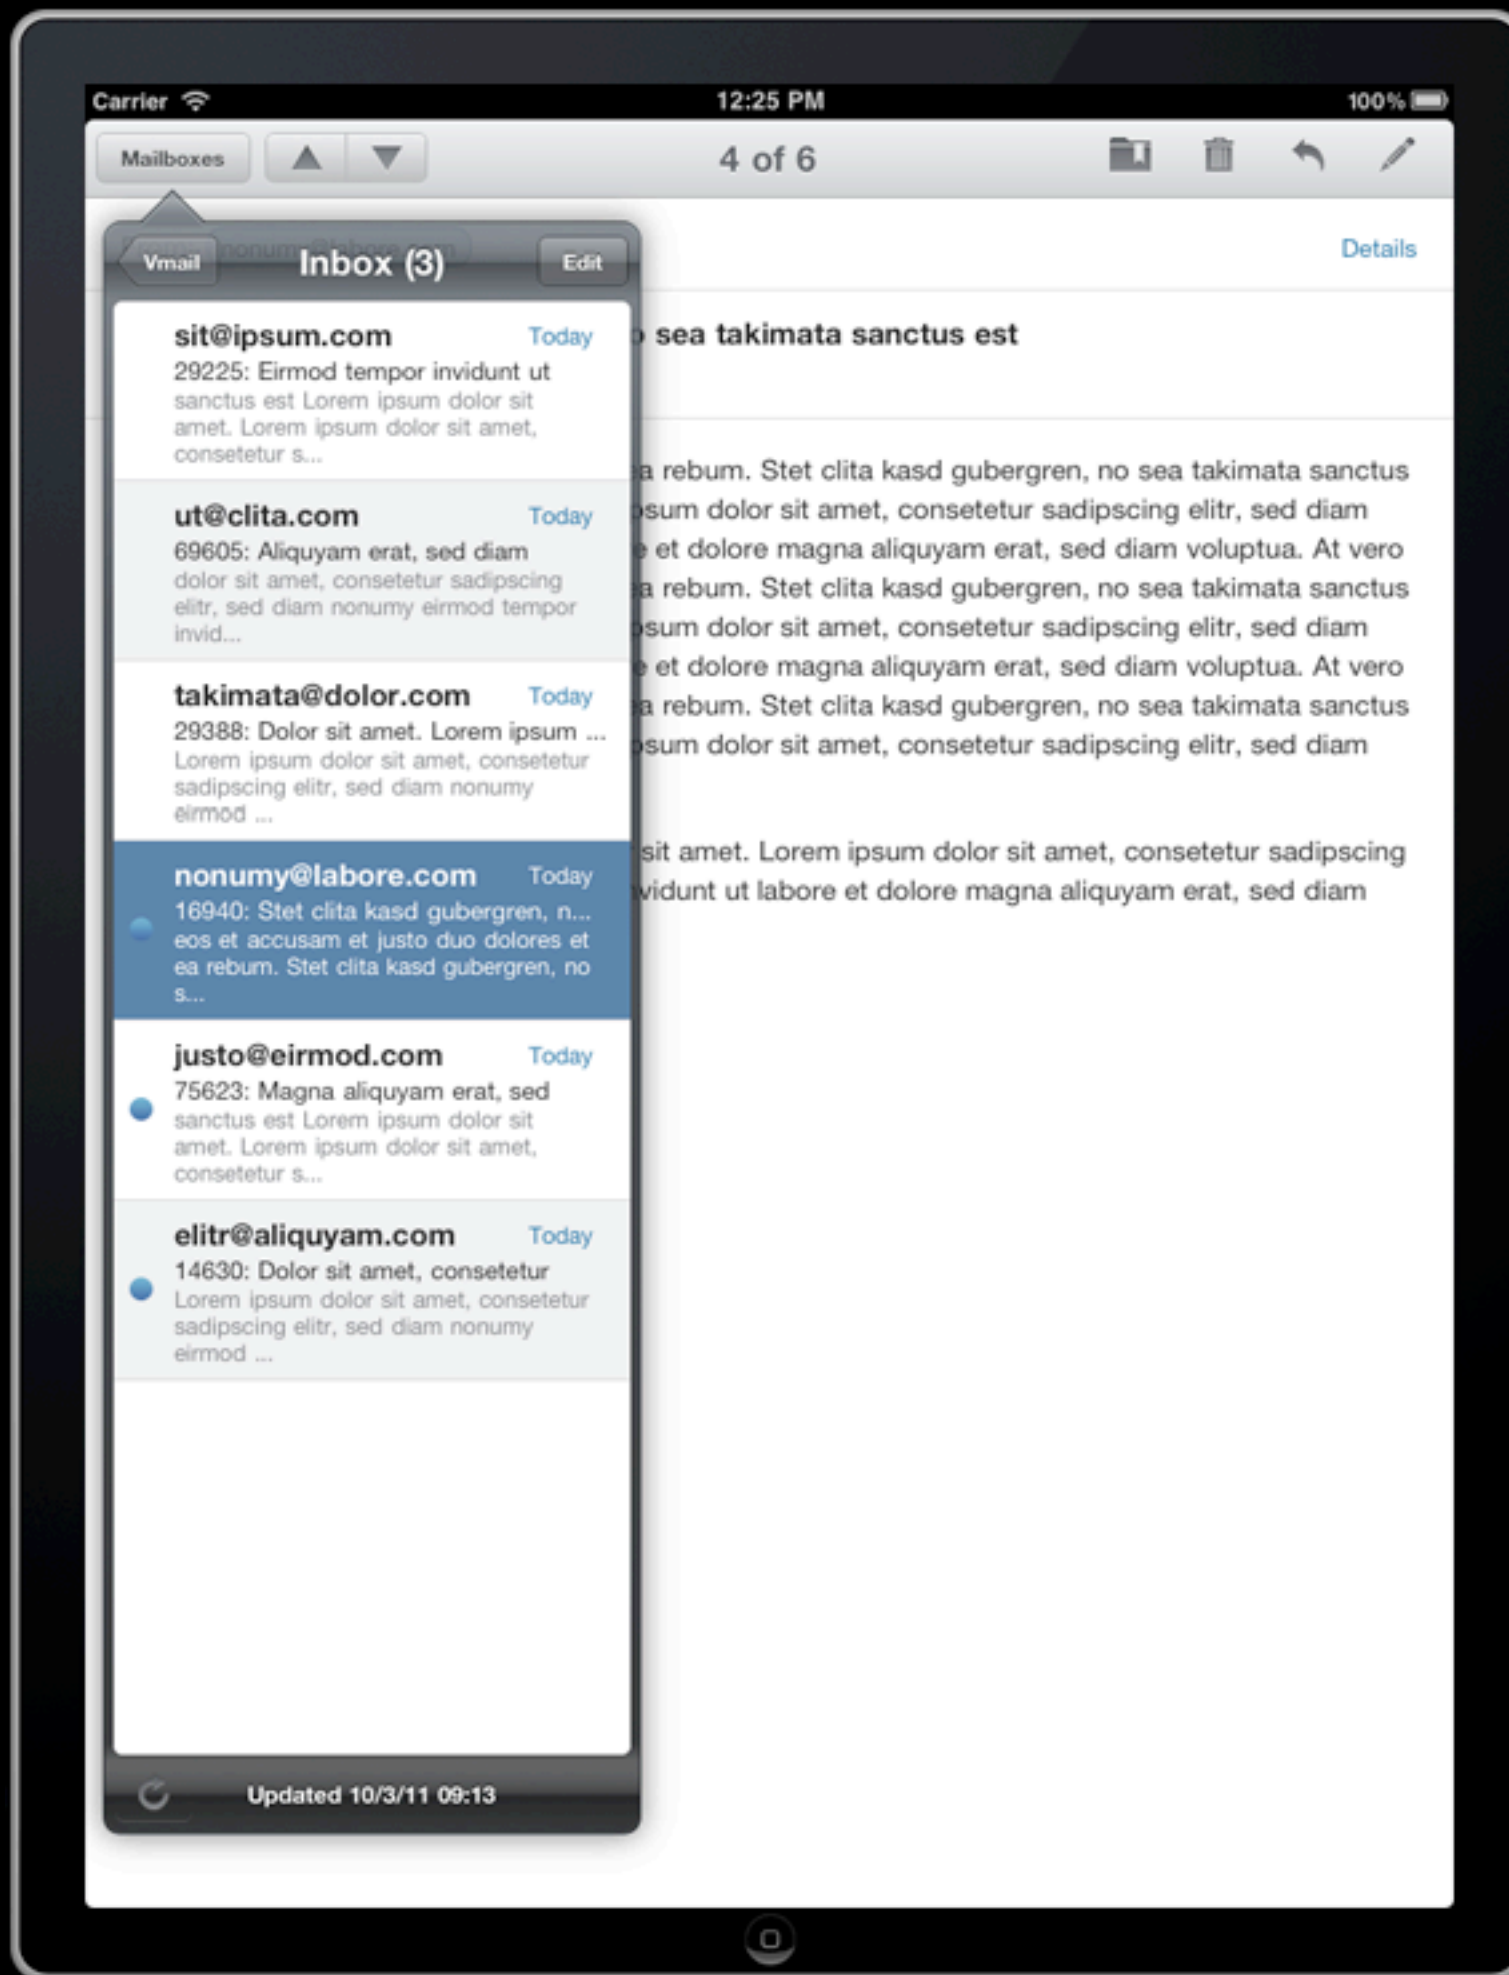 Carrier
12:25 PM
100%
Mailboxes
4 of 6
nonumy@labore.com
Details
Vmail
Inbox (3)
Edit
sea takimata sanctus est
sit@ipsum.com Today
29225: Eirmod tempor invidunt ut
sanctus est Lorem ipsum dolor sit
amet. Lorem ipsum dolor sit amet,
consetetur s...
ut@clita.com Today
69605: Aliquyam erat, sed diam
dolor sit amet, consetetur sadipscing
elitr, sed diam nonumy eirmod tempor
invid...
takimata@dolor.com Today
29388: Dolor sit amet. Lorem ipsum ...
Lorem ipsum dolor sit amet, consetetur
sadipscing elitr, sed diam nonumy
eirmod ...
nonumy@labore.com Today
16940: Stet clita kasd gubergren, n...
eos et accusam et justo duo dolores et
ea rebum. Stet clita kasd gubergren, no
s...
justo@eirmod.com Today
75623: Magna aliquyam erat, sed
sanctus est Lorem ipsum dolor sit
amet. Lorem ipsum dolor sit amet,
consetetur s...
elitr@aliquyam.com Today
14630: Dolor sit amet, consetetur
Lorem ipsum dolor sit amet, consetetur
sadipscing elitr, sed diam nonumy
eirmod ...
Updated 10/3/11 09:13
rebum. Stet clita kasd gubergren, no sea takimata sanctus
dolor sit amet, consetetur sadipscing elitr, sed diam
et dolore magna aliquyam erat, sed diam voluptua. At vero
rebum. Stet clita kasd gubergren, no sea takimata sanctus
dolor sit amet, consetetur sadipscing elitr, sed diam
et dolore magna aliquyam erat, sed diam voluptua. At vero
rebum. Stet clita kasd gubergren, no sea takimata sanctus
dolor sit amet, consetetur sadipscing elitr, sed diam
sit amet. Lorem ipsum dolor sit amet, consetetur sadipscing
ut labore et dolore magna aliquyam erat, sed diam